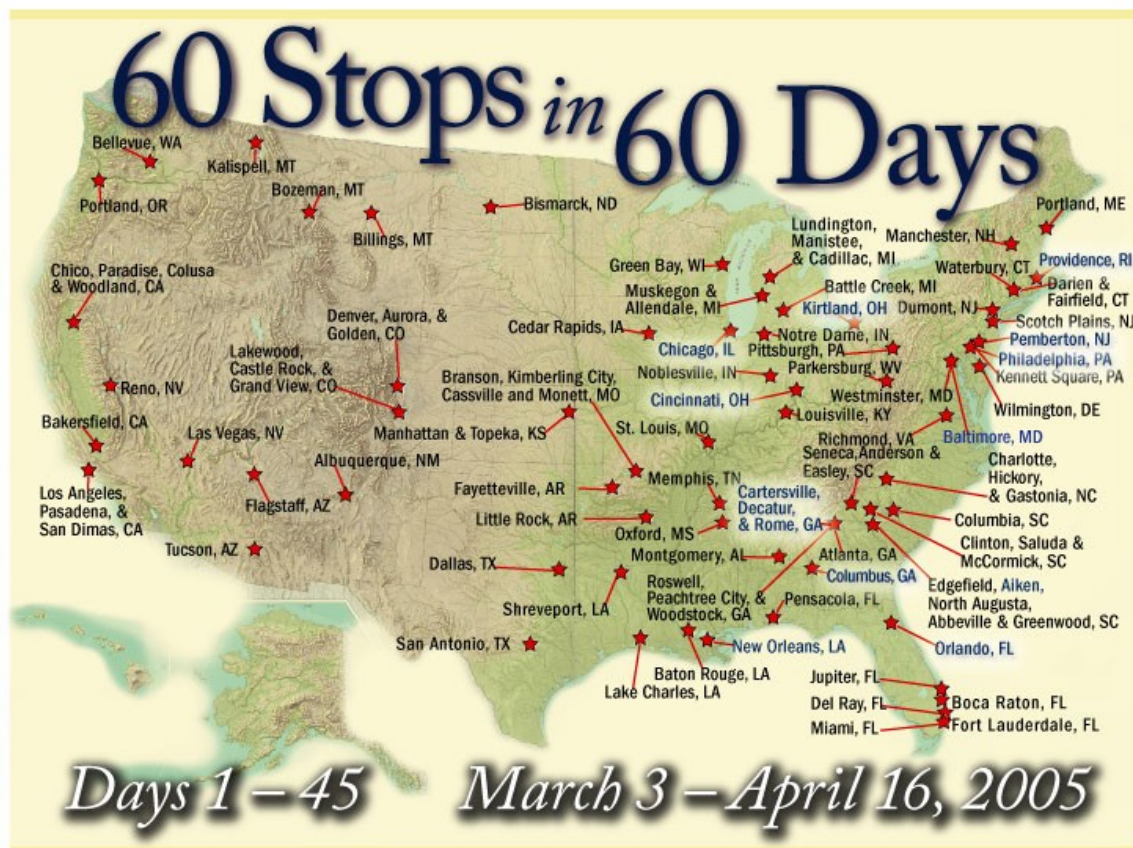 60 Stops in 60 Days
Bellevue, WA
Kalispell, MT
Portland, OR
Bozeman, MT
Billings, MT
Bismarck, ND
Portland, ME
Lundington,
Manistee,
& Cadillac, MI
Manchester, NH
Providence, RI
Green Bay, WI
Waterbury, CT
Chico, Paradise, Colusa
& Woodland, CA
Battle Creek, MI
Darien &
Fairfield, CT
Muskegon &
Allendale, MI
Kirtland, OH
Dumont, NJ
Denver, Aurora, &
Golden, CO
Cedar Rapids, IA
Scotch Plains, NJ
Notre Dame, IN
Pemberton, NJ
Chicago, IL
Pittsburgh, PA
Philadelphia, PA
Lakewood,
Castle Rock, &
Grand View, CO
Parkersburg, WV
Kennett Square, PA
Noblesville, IN
Branson, Kimberling City,
Cassville and Monett, MO
Reno, NV
Westminster, MD
Cincinnati, OH
Wilmington, DE
Louisville, KY
Bakersfield, CA
Las Vegas, NV
Manhattan & Topeka, KS
St. Louis, MO
Richmond, VA
Baltimore, MD
Seneca, Anderson &
Easley, SC
Charlotte,
Hickory,
& Gastonia, NC
Albuquerque, NM
Memphis, TN
Fayetteville, AR
Los Angeles,
Pasadena, &
San Dimas, CA
Flagstaff, AZ
Cartersville,
Decatur,
& Rome, GA
Little Rock, AR
Columbia, SC
Oxford, MS
Tucson, AZ
Clinton, Saluda &
McCormick, SC
Montgomery, AL
Atlanta, GA
Dallas, TX
Columbus, GA
Roswell,
Peachtree City, &
Woodstock, GA
Edgefield, Aiken,
North Augusta,
Abbeville & Greenwood, SC
Pensacola, FL
Shreveport, LA
San Antonio, TX
New Orleans, LA
Orlando, FL
Baton Rouge, LA
Lake Charles, LA
Jupiter, FL
Del Ray, FL
Boca Raton, FL
Miami, FL
Fort Lauderdale, FL
Days 1 – 45 March 3 – April 16, 2005